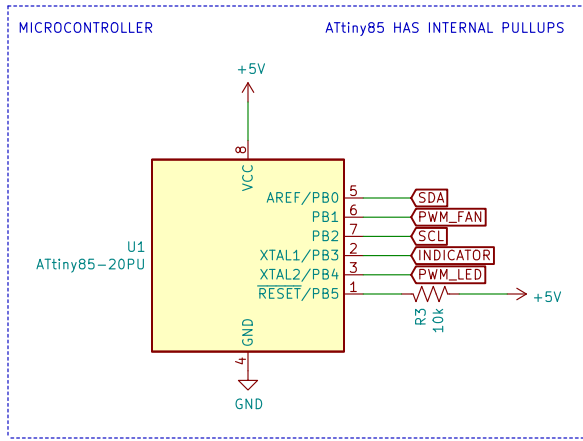 MICROCONTROLLER
ATtiny85 HAS INTERNAL PULLUPS
+5V
8
VCC
AREF/PB0 5 SDA
PB1 6 PWM_FAN
PB2 7 SCL
U1
ATtiny85-20PU
XTAL1/PB3 2 INDICATOR
XTAL2/PB4 3 PWM_LED
RESET/PB5 1
+5V
R3
10k
GND
4
GND